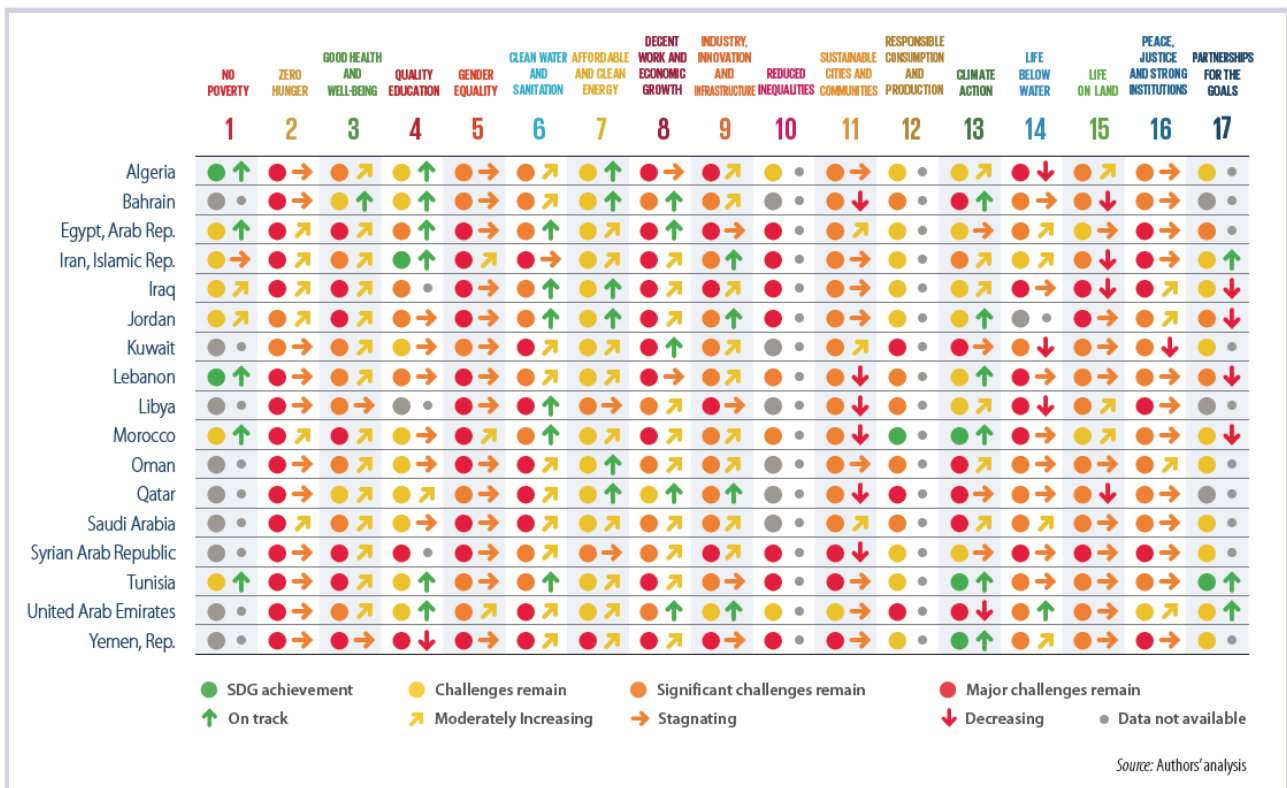 NO POVERTY
ZERO HUNGER
GOOD HEALTH AND WELL-BEING
QUALITY EDUCATION
GENDER EQUALITY
CLEAN WATER AND SANITATION
AFFORDABLE AND CLEAN ENERGY
DECENT WORK AND ECONOMIC GROWTH
INDUSTRY, INNOVATION AND INFRASTRUCTURE
REDUCED INEQUALITIES
SUSTAINABLE CITIES AND COMMUNITIES
RESPONSIBLE CONSUMPTION AND PRODUCTION
CLIMATE ACTION
LIFE BELOW WATER
LIFE ON LAND
PEACE, JUSTICE AND STRONG INSTITUTIONS
PARTNERSHIPS FOR THE GOALS
1 2 3 4 5 6 7 8 9 10 11 12 13 14 15 16 17
Algeria
Bahrain
Egypt, Arab Rep.
Iran, Islamic Rep.
Iraq
Jordan
Kuwait
Lebanon
Libya
Morocco
Oman
Qatar
Saudi Arabia
Syrian Arab Republic
Tunisia
United Arab Emirates
Yemen, Rep.
SDG achievement Challenges remain Significant challenges remain Major challenges remain
On track Moderately Increasing Stagnating Decreasing Data not available
Source: Authors' analysis